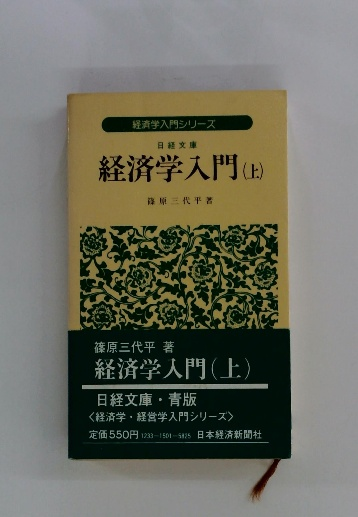 経済学入門シリーズ
日経文庫
経済学入門(上)
篠原三代平著
篠原三代平 著
経済学入門(上)
日経文庫・青版
〈経済学・経営学入門シリーズ〉
定価550円 1233-1501-5825 日本経済新聞社